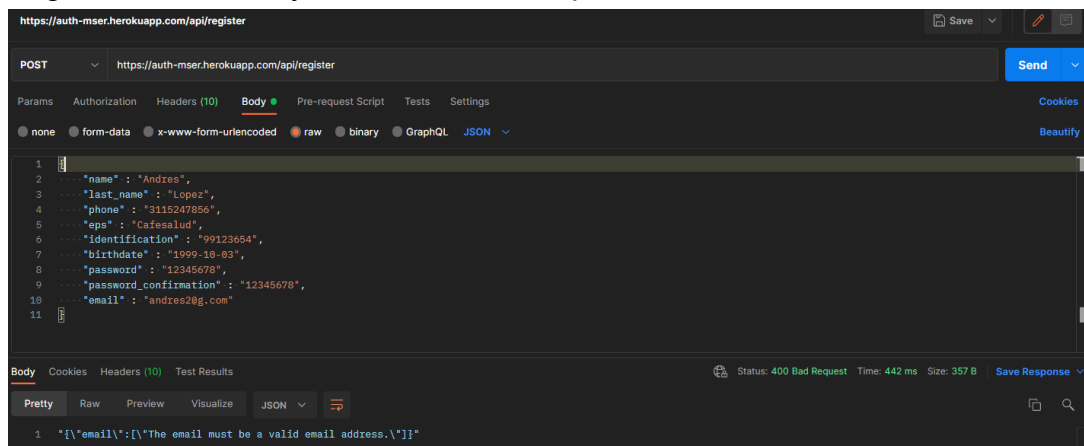 https://auth-mser.herokuapp.com/api/register Save
POST https://auth-mser.herokuapp.com/api/register Send
Params Authorization Headers (10) Body Pre-request Script Tests Settings Cookies
none form-data x-www-form-urlencoded raw binary GraphQL JSON Beautify
1 {
2 "name" : "Andres",
3 "last_name" : "Lopez",
4 "phone" : "3115247856",
5 "eps" : "Cafesalud",
6 "identification" : "99123654",
7 "birthdate" : "1999-10-03",
8 "password" : "12345678",
9 "password_confirmation" : "12345678",
10 "email" : "andres20g.com"
11 }
Body Cookies Headers (10) Test Results Status: 400 Bad Request Time: 442 ms Size: 357 B Save Response
Pretty Raw Preview Visualize JSON
1 "{\"email\":[\"The email must be a valid email address.\"]}"